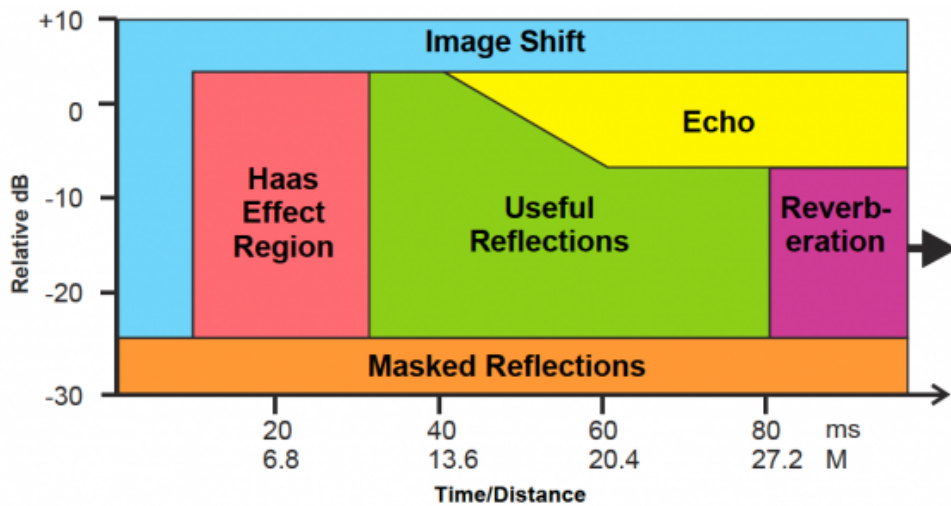 +10
Image Shift
0
Echo
Relative dB
-10
Haas
Effect
Region
Useful
Reflections
Reverb-
eration
-20
Masked Reflections
-30
20 40 60 80 ms
6.8 13.6 20.4 27.2 M
Time/Distance